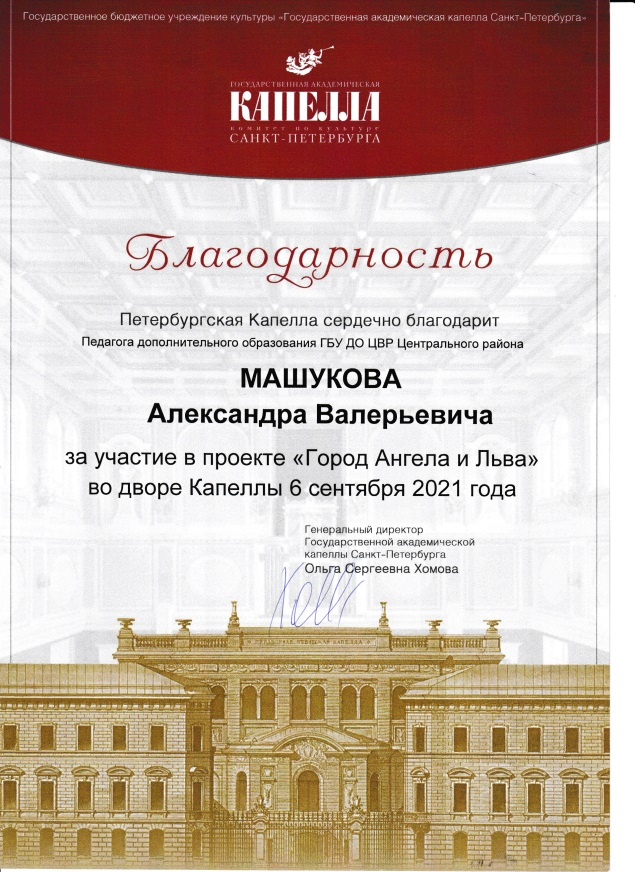 Государственное бюджетное учреждение культуры «Государственная академическая капелла Санкт-Петербурга»
ГОСУДАРСТВЕННАЯ АКАДЕМИЧЕСКАЯ
КАПЕЛЛА
комитет по культуре
САНКТ-ПЕТЕРБУРГА
Благодарность
Петербургская Капелла сердечно благодарит
Педагога дополнительного образования ГБУ ДО ЦВР Центрального района
МАШУКОВА
Александра Валерьевича
за участие в проекте «Город Ангела и Льва»
во дворе Капеллы 6 сентября 2021 года
Генеральный директор
Государственной академической
капеллы Санкт-Петербурга
Ольга Сергеевна Хомова